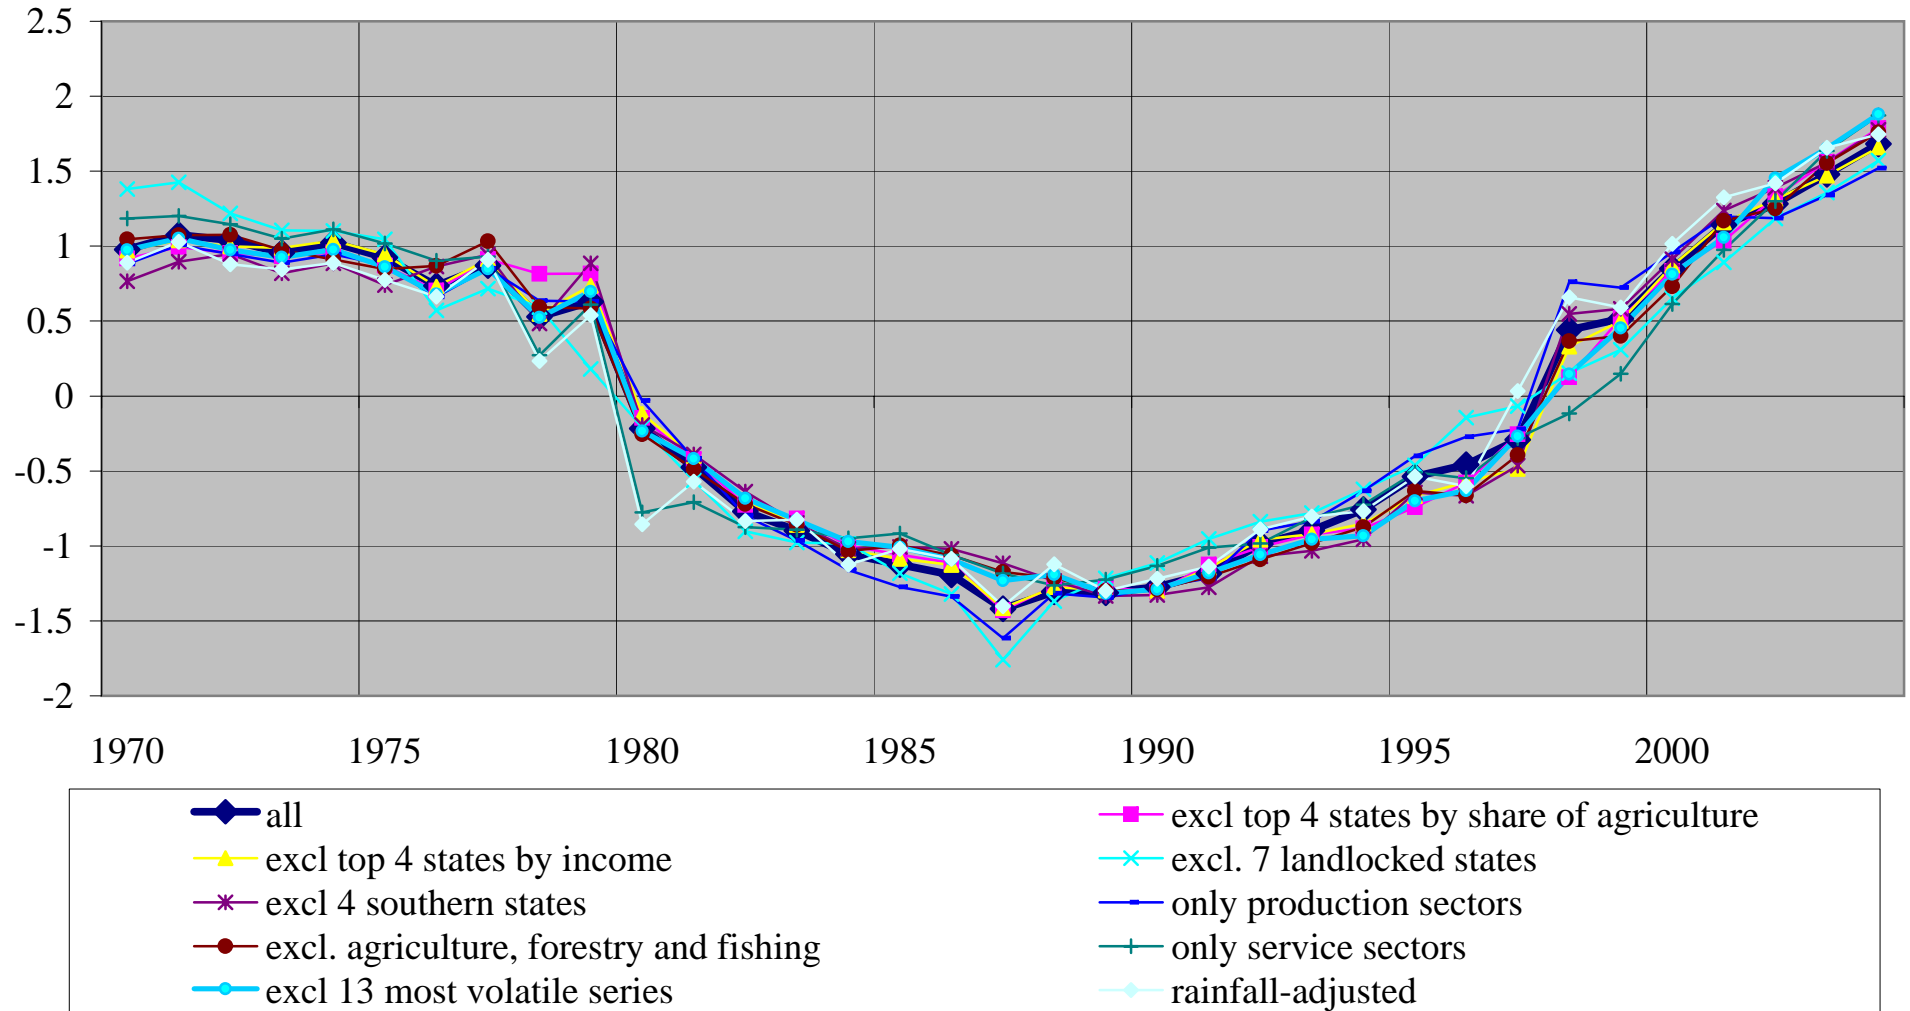 2.5
2
1.5
1
0.5
0
-0.5
-1
-1.5
-2
1970 1975 1980 1985 1990 1995 2000
all excl top 4 states by share of agriculture
excl top 4 states by income excl. 7 landlocked states
excl 4 southern states only production sectors
excl. agriculture, forestry and fishing only service sectors
excl 13 most volatile series rainfall-adjusted